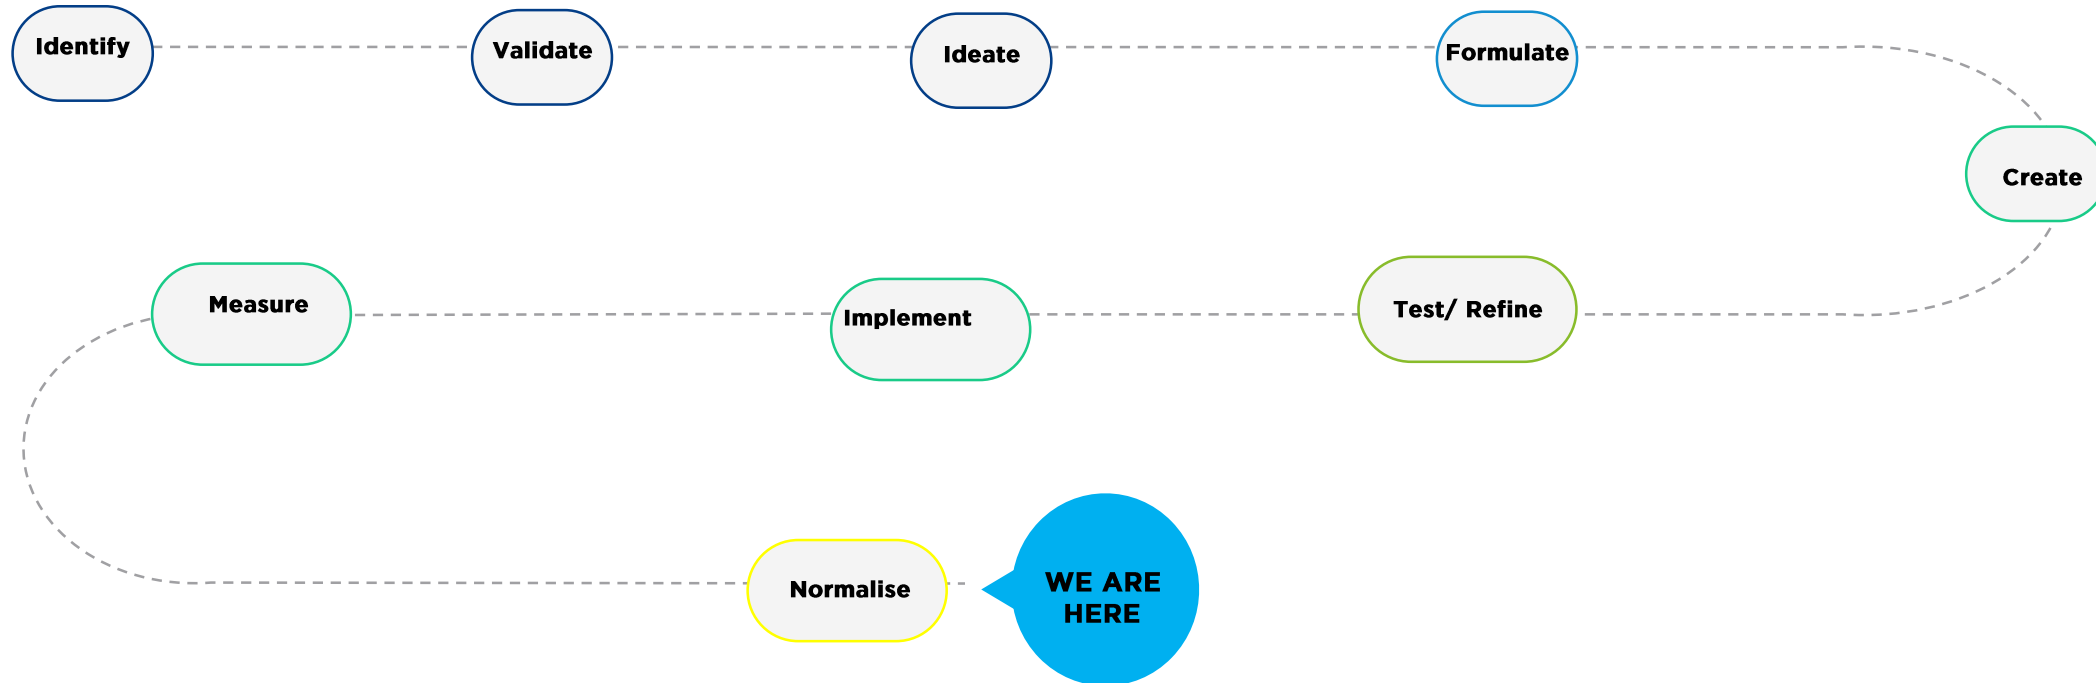 Identify
Validate
Ideate
Formulate
Create
Test/ Refine
Implement
Measure
Normalise
WE ARE
HERE